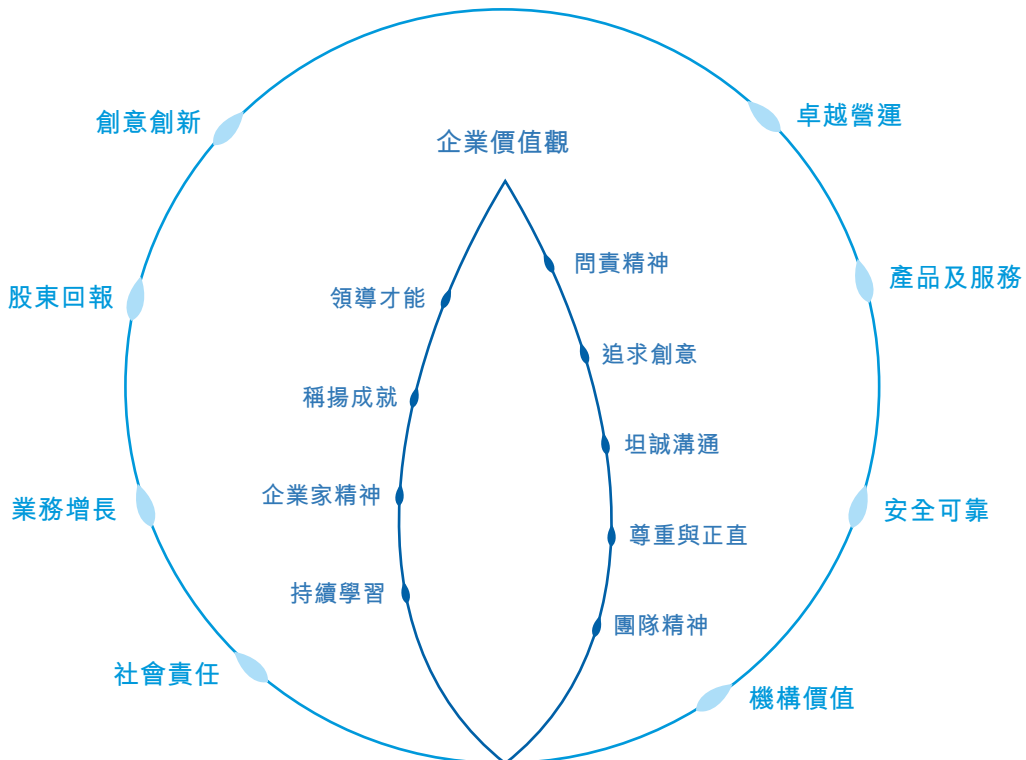 創意創新
卓越營運
企業價值觀
問責精神
產品及服務
股東回報
領導才能
追求創意
稱揚成就
坦誠溝通
企業家精神
業務增長
安全可靠
尊重與正直
持續學習
團隊精神
社會責任
機構價值